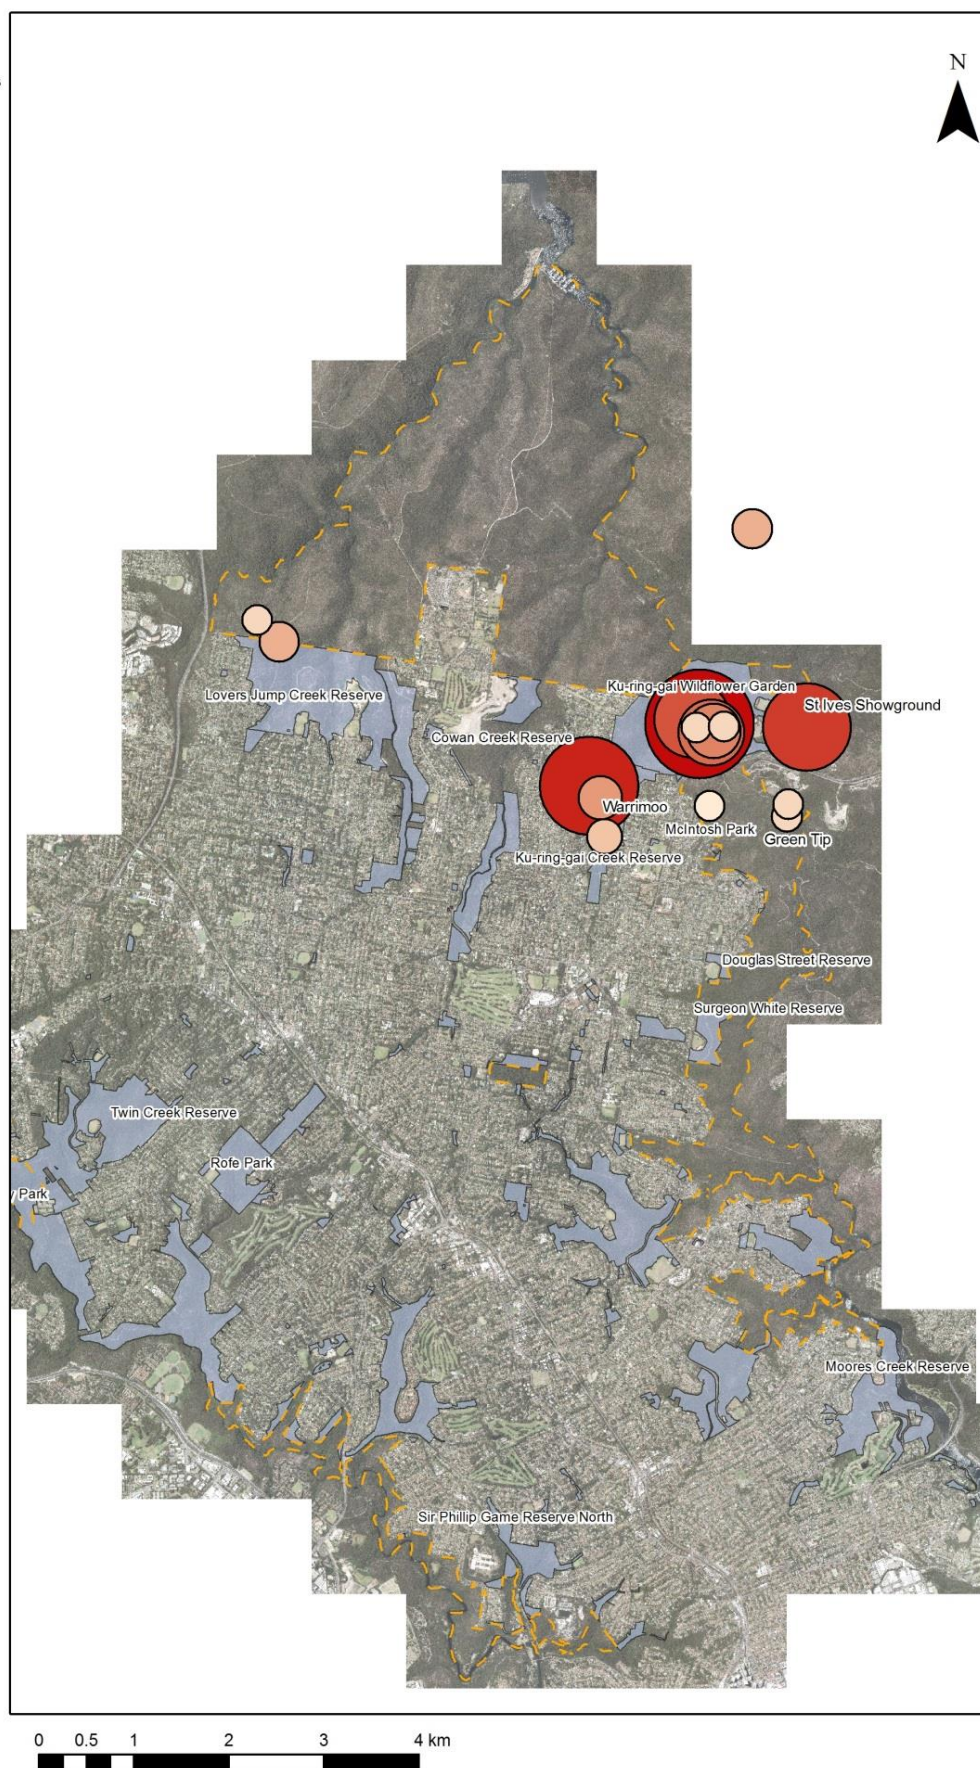 N
Ku-ring-gai Wildflower Garden
Lovers Jump Creek Reserve
St Ives Showground
Cowan Creek Reserve
Warrimoo
McIntosh Park
Green Tip
Ku-ring-gai Creek Reserve
Douglas Street Reserve
Surgeon White Reserve
Twin Creek Reserve
Rofe Park
Park
Moores Creek Reserve
Sir Phillip Game Reserve North
0 0.5 1 2 3 4 km